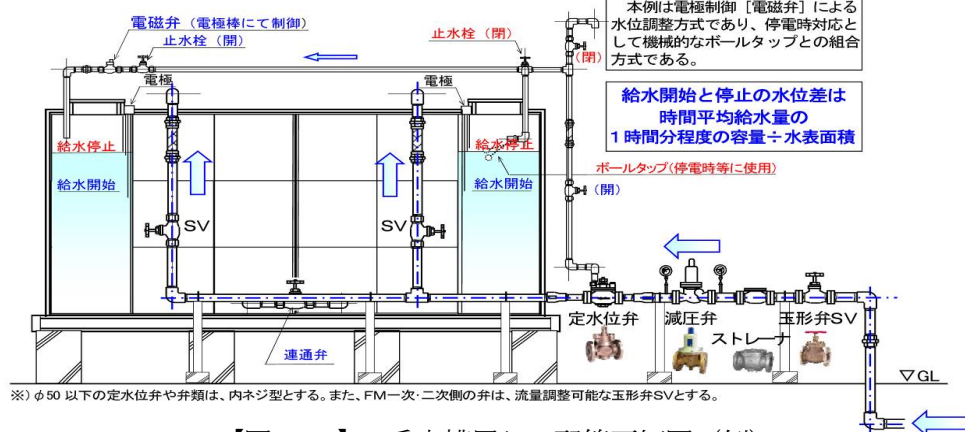 本例は電極制御［電磁弁］による
水位調整方式であり、停電時対応と
して機械的なボールタップとの組合
方式である。
電磁弁（電極棒にて制御）
止水栓（開）
止水栓（閉）
(閉)
電極
電極
給水開始と停止の水位差は
時間平均給水量の
1時間分程度の容量÷水表面積
給水停止
給水停止
ボールタップ(停電時等に使用)
給水開始
給水開始
(開)
SV
SV
定水位弁
減圧弁
ストレーナ
玉形弁SV
連通弁
▽GL
※）φ50 以下の定水位弁や弁類は、内ネジ型とする。また、FM一次・二次側の弁は、流量調整可能な玉形弁SVとする。